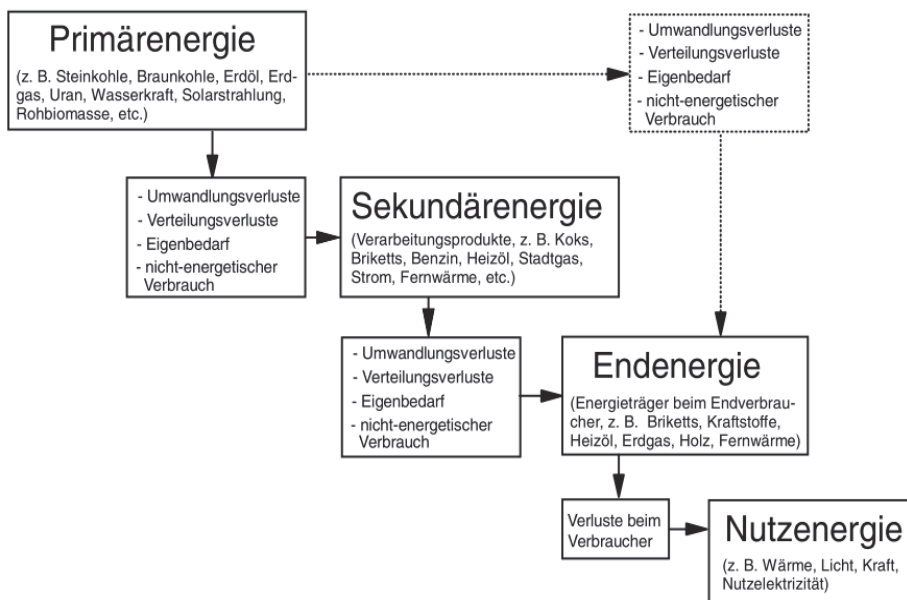 Primärenergie
(z. B. Steinkohle, Braunkohle, Erdöl, Erd-
gas, Uran, Wasserkraft, Solarstrahlung,
Rohbiomasse, etc.)
- Umwandlungsverluste
- Verteilungsverluste
- Eigenbedarf
- nicht-energetischer
Verbrauch
- Umwandlungsverluste
- Verteilungsverluste
- Eigenbedarf
- nicht-energetischer
Verbrauch
Sekundärenergie
(Verarbeitungsprodukte, z. B. Koks,
Briketts, Benzin, Heizöl, Stadtgas,
Strom, Fernwärme, etc.)
- Umwandlungsverluste
- Verteilungsverluste
- Eigenbedarf
- nicht-energetischer
Verbrauch
Endenergie
(Energieträger beim Endverbrau-
cher, z. B. Briketts, Kraftstoffe,
Heizöl, Erdgas, Holz, Fernwärme)
Verluste beim
Verbraucher
Nutzenergie
(z. B. Wärme, Licht, Kraft,
Nutzelektrizität)